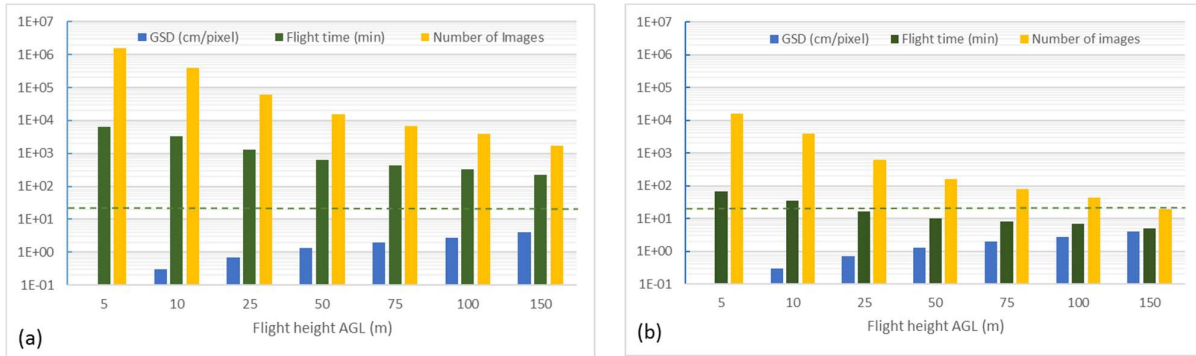 1E+07
1E+06
1E+05
1E+04
1E+03
1E+02
1E+01
1E+00
1E-01
GSD (cm/pixel) Flight time (min) Number of Images
5 10 25 50 75 100 150
Flight height AGL (m)
(a)
1E+07
1E+06
1E+05
1E+04
1E+03
1E+02
1E+01
1E+00
1E-01
GSD (cm/pixel) Flight time (min) Number of images
5 10 25 50 75 100 150
Flight height AGL (m)
(b)